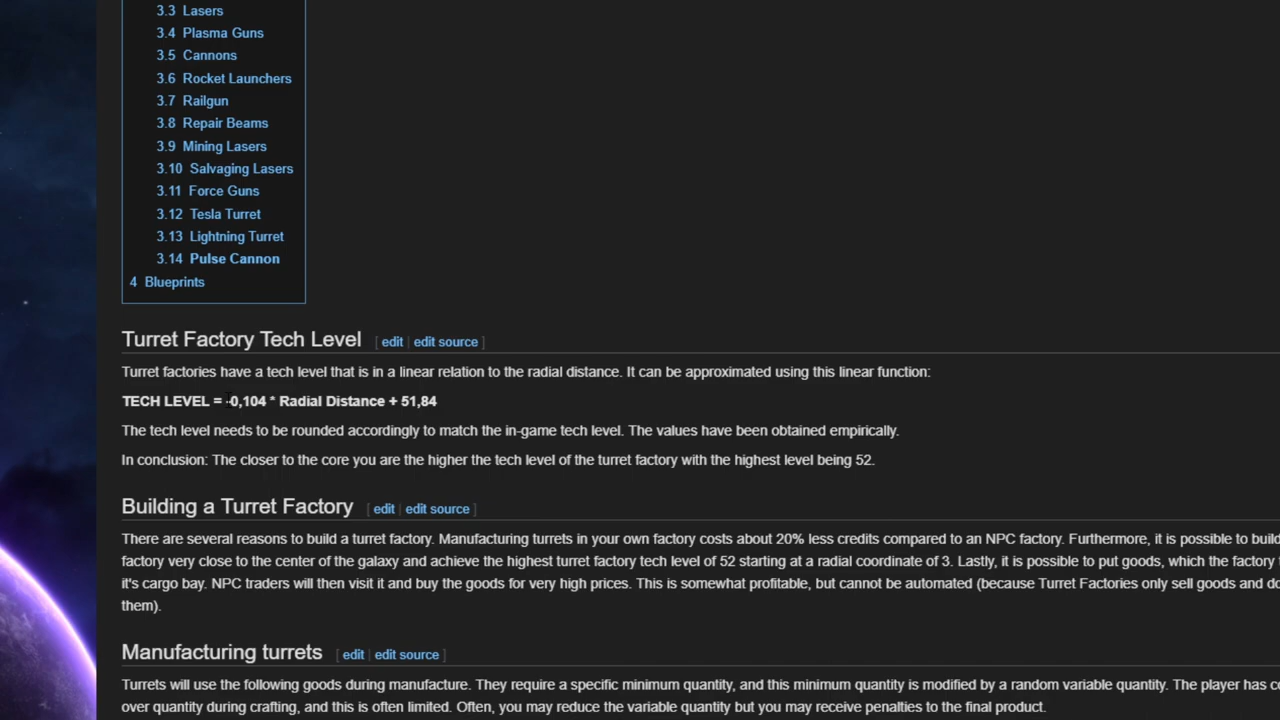 3.3 Lasers
3.4 Plasma Guns
3.5 Cannons
3.6 Rocket Launchers
3.7 Railgun
3.8 Repair Beams
3.9 Mining Lasers
3.10 Salvaging Lasers
3.11 Force Guns
3.12 Tesla Turret
3.13 Lightning Turret
3.14 Pulse Cannon
4 Blueprints
Turret Factory Tech Level [ edit | edit source ]
Turret factories have a tech level that is in a linear relation to the radial distance. It can be approximated using this linear function:
TECH LEVEL = -0,104 * Radial Distance + 51,84
The tech level needs to be rounded accordingly to match the in-game tech level. The values have been obtained empirically.
In conclusion: The closer to the core you are the higher the tech level of the turret factory with the highest level being 52.
Building a Turret Factory [ edit | edit source ]
There are several reasons to build a turret factory. Manufacturing turrets in your own factory costs about 20% less credits compared to an NPC factory. Furthermore, it is possible to build
factory very close to the center of the galaxy and achieve the highest turret factory tech level of 52 starting at a radial coordinate of 3. Lastly, it is possible to put goods, which the factory
it's cargo bay. NPC traders will then visit it and buy the goods for very high prices. This is somewhat profitable, but cannot be automated (because Turret Factories only sell goods and
them).
Manufacturing turrets [ edit | edit source ]
Turrets will use the following goods during manufacture. They require a specific minimum quantity, and this minimum quantity is modified by a random variable quantity. The player has
over quantity during crafting, and this is often limited. Often, you may reduce the variable quantity but you may receive penalties to the final product.